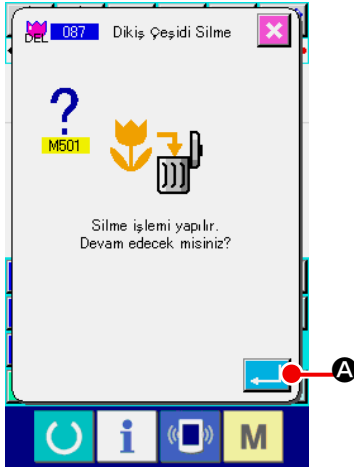 DEL 087 Dikiş Çeşidi Silme
?
M501
Silme işlemi yapılır.
Devam edecek misiniz?
A
i M